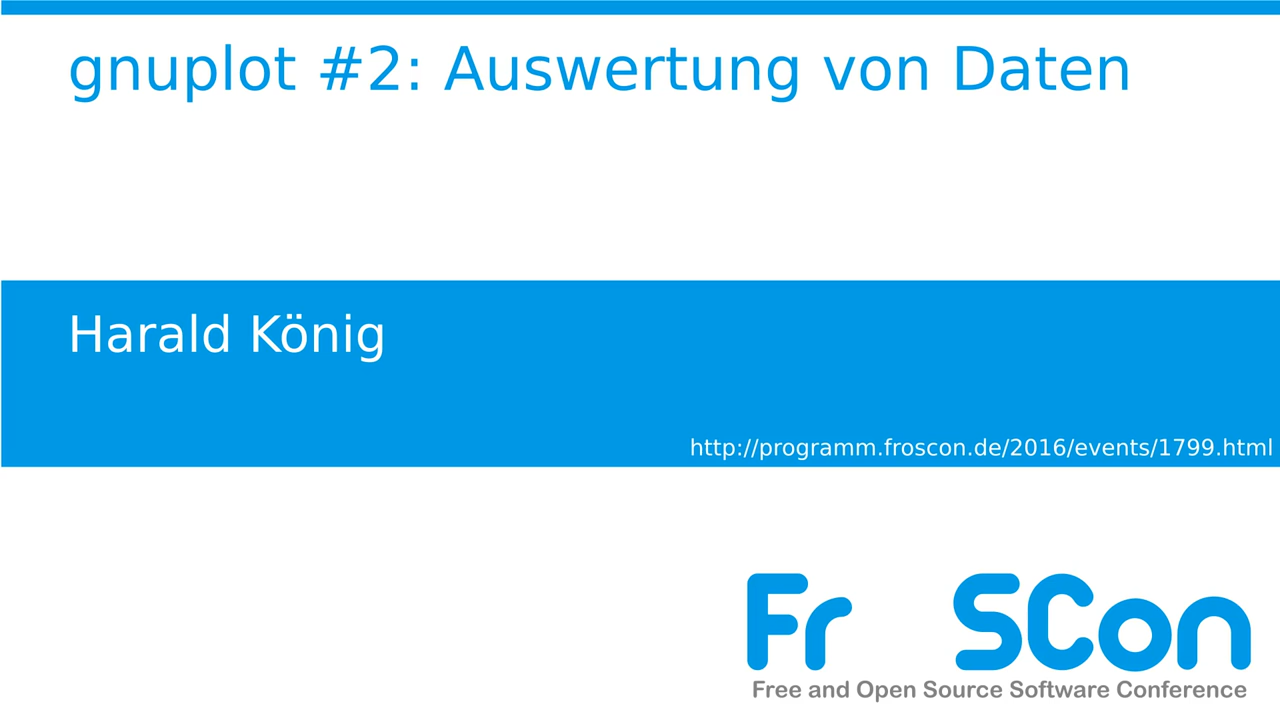 gnuplot #2: Auswertung von Daten
Harald König
http://programm.froscon.de/2016/events/1799.html
Fr SCon
Free and Open Source Software Conference